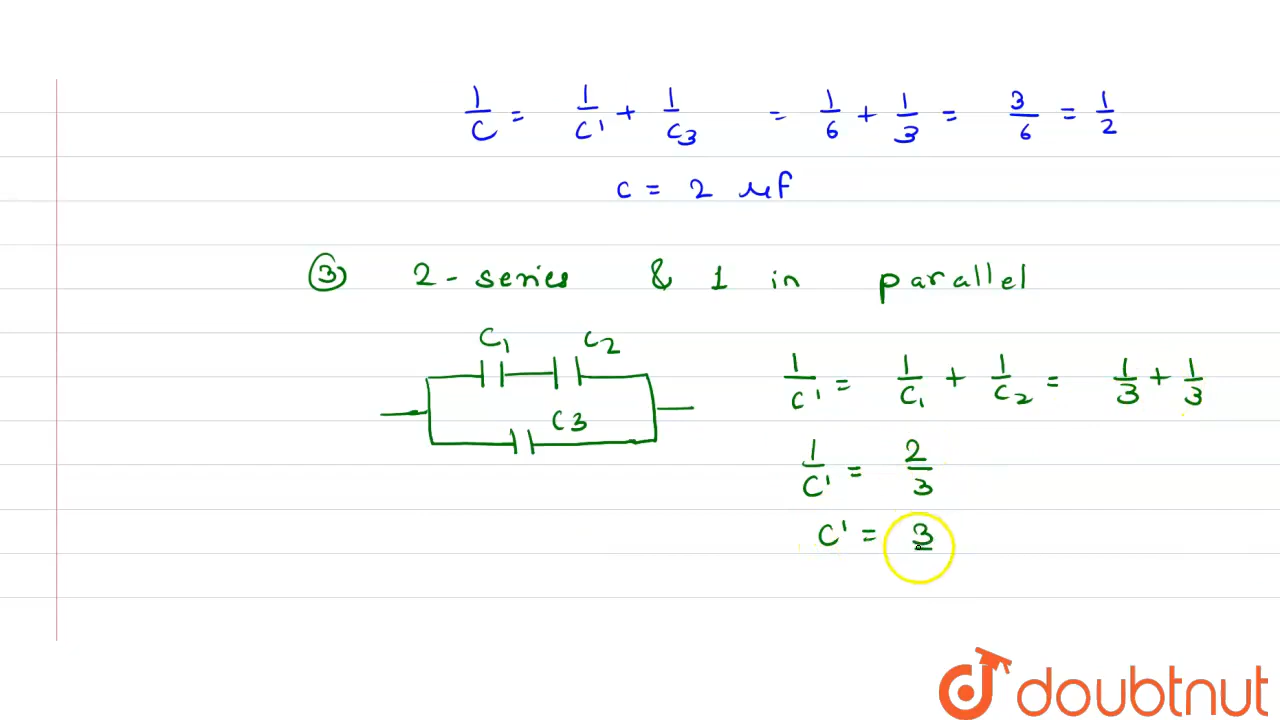 1/C = 1/C' + 1/C3 = 1/6 + 1/3 = 3/6 = 1/2
C = 2 μf
③ 2 - series & 1 in parallel
C1 C2
C3
1/C' = 1/C1 + 1/C2 = 1/3 + 1/3
1/C' = 2/3
C' = 3
doubtnut